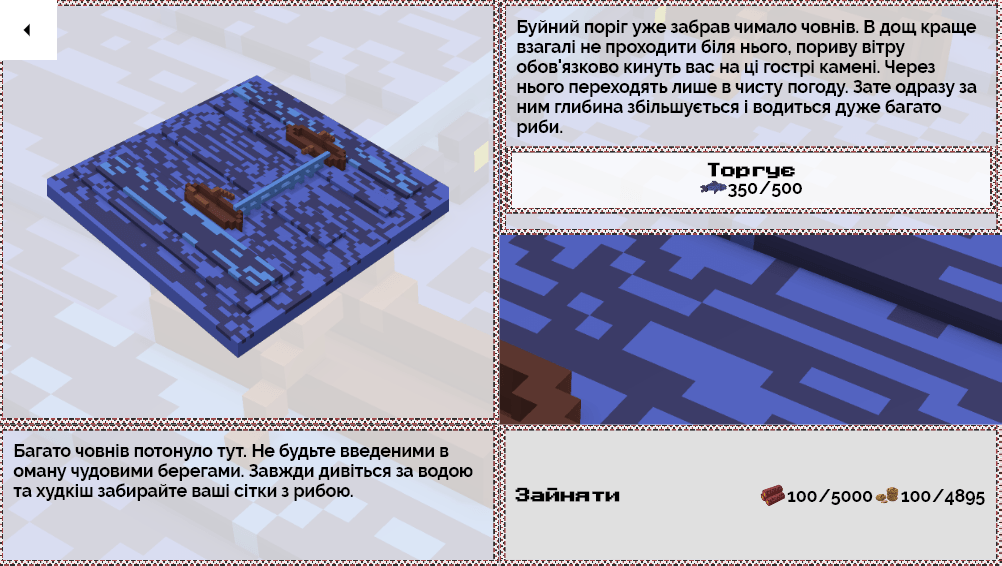 Буйний поріг уже забрав чимало човнів. В дощ краще
взагалі не проходити біля нього, пориву вітру
обов'язково кинуть вас на ці гострі камені. Через
нього переходять лише в чисту погоду. Зате одразу за
ним глибина збільшується і водиться дуже багато
риби.
Торгує
350/500
Багато човнів потонуло тут. Не будьте введеними в
оману чудовими берегами. Завжди дивіться за водою
та худкіш забирайте ваші сітки з рибою.
Зайняти 100/5000 100/4895